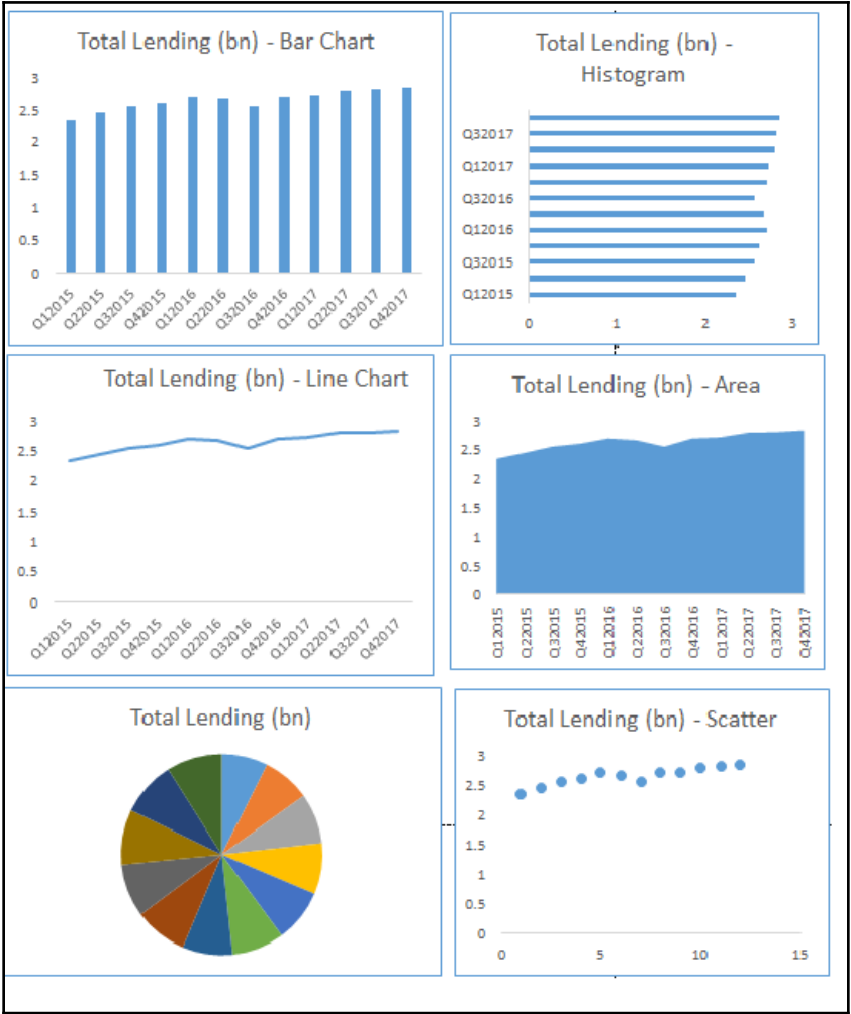 Total Lending (bn) - Bar Chart
3
2.5
2
1.5
1
0.5
0
Q12015
Q22015
Q32015
Q42015
Q12016
Q22016
Q32016
Q42016
Q12017
Q22017
Q32017
Q42017
Total Lending (bn) -
Histogram
Q32017
Q12017
Q32016
Q12016
Q32015
Q12015
0 1 2 3
Total Lending (bn) - Line Chart
3
2.5
2
1.5
1
0.5
0
Q12015
Q22015
Q32015
Q42015
Q12016
Q22016
Q32016
Q42016
Q12017
Q22017
Q32017
Q42017
Total Lending (bn) - Area
3
2.5
2
1.5
1
0.5
0
Q12015
Q22015
Q32015
Q42015
Q12016
Q22016
Q32016
Q42016
Q12017
Q22017
Q32017
Q42017
Total Lending (bn)
Total Lending (bn) - Scatter
3
2.5
2
1.5
1
0.5
0
0 5 10 15